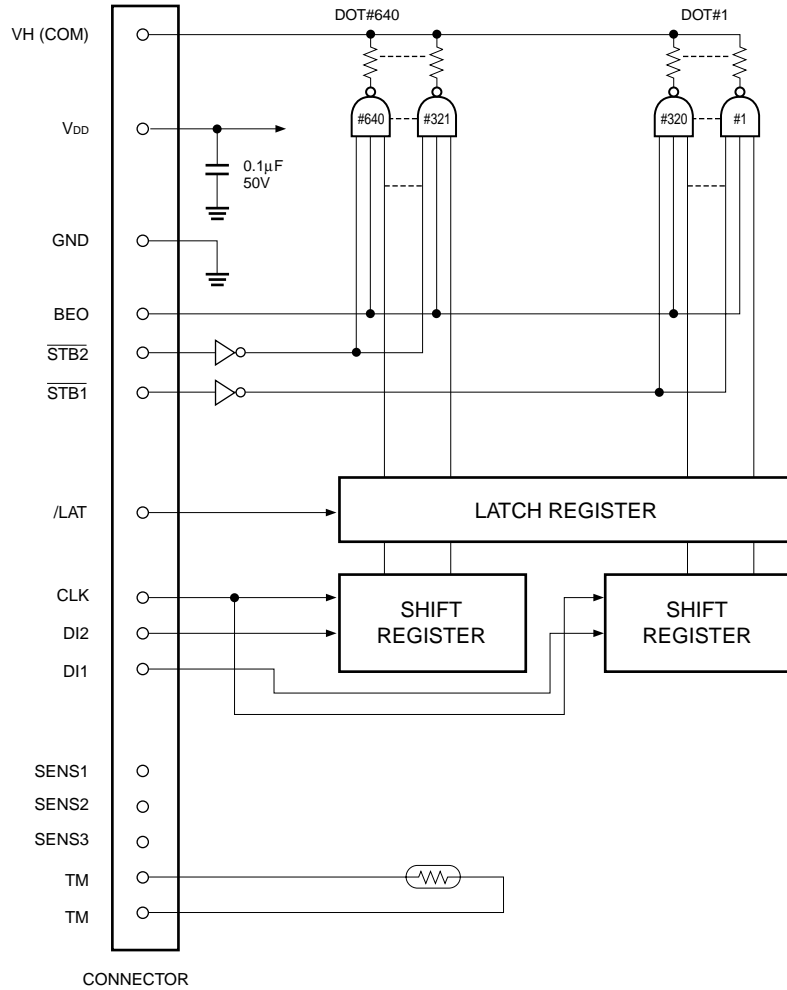 DOT#640
DOT#1
VH (COM)
#640
#321
#320
#1
VDD
0.1µF
50V
GND
BEO
STB2
STB1
/LAT
LATCH REGISTER
CLK
DI2
DI1
SHIFT
REGISTER
SHIFT
REGISTER
SENS1
SENS2
SENS3
TM
TM
CONNECTOR